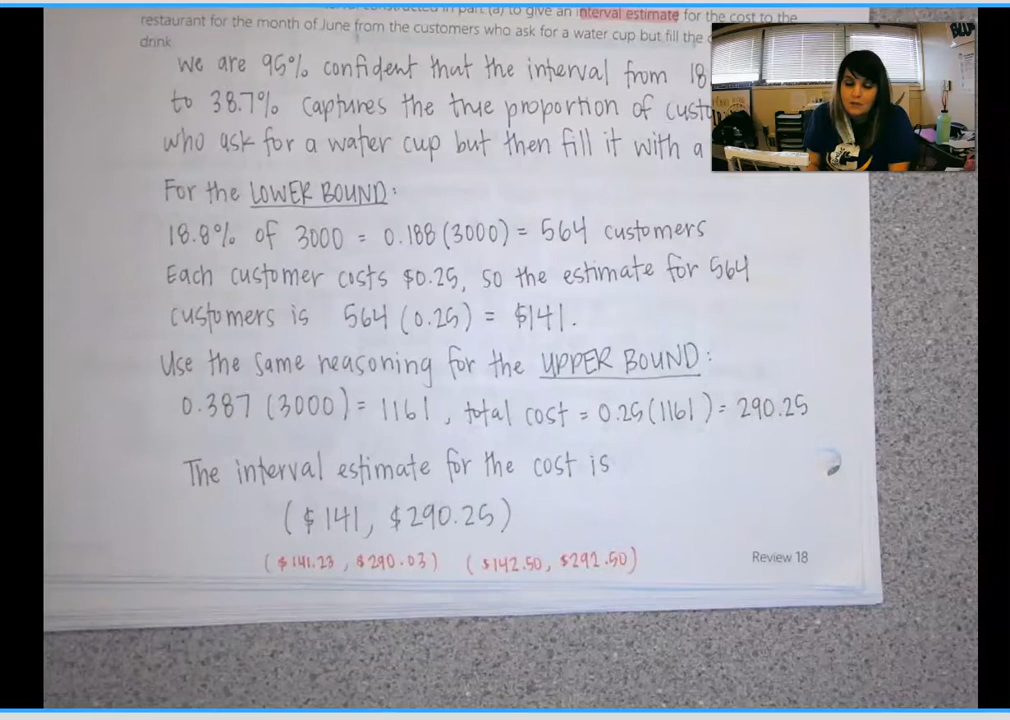 in part (a) to give an interval estimate for the cost to the
restaurant for the month of June from the customers who ask for a water cup but fill the
drink
We are 95% confident that the interval from 18
to 38.7% captures the true proportion of
who ask for a water cup but then fill it with a
For the LOWER BOUND:
18.8% of 3000 = 0.188 (3000) = 564 customers
Each customer costs $0.25, so the estimate for 564
customers is 564 (0.25) = $141.
Use the same reasoning for the UPPER BOUND:
0.387 (3000) = 1161, total cost = 0.25 (1161) = 290.25
The interval estimate for the cost is
($141, $290.25)
($141.23, $290.03) ($142.50, $292.50)
Review 18